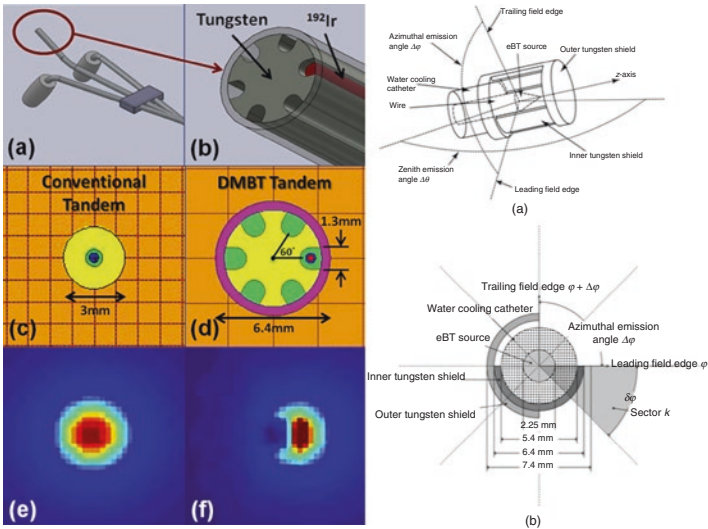 Tungsten
192Ir
(a)
(b)
Conventional
Tandem
3mm
(c)
DMBT Tandem
1.3mm
60°
6.4mm
(d)
(e)
(f)
Trailing field edge
Azimuthal emission
angle Δφ
eBT source
Outer tungsten shield
Water cooling
catheter
z-axis
Wire
Inner tungsten shield
Zenith emission
angle Δθ
Leading field edge
(a)
Trailing field edge φ + Δφ
Water cooling catheter
Azimuthal emission
angle Δφ
eBT source
Leading field edge φ
Inner tungsten shield
δφ
Outer tungsten shield
Sector k
2.25 mm
5.4 mm
6.4 mm
7.4 mm
(b)